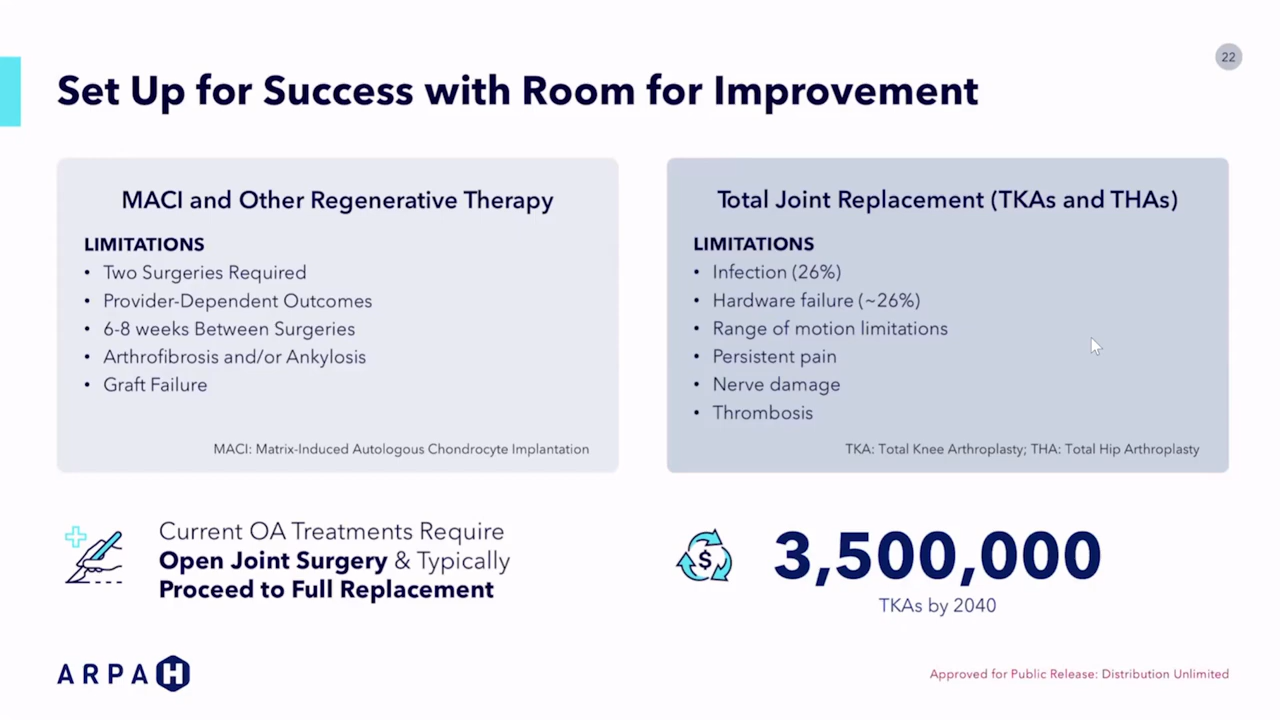 22
Set Up for Success with Room for Improvement
MACI and Other Regenerative Therapy
LIMITATIONS
• Two Surgeries Required
• Provider-Dependent Outcomes
• 6-8 weeks Between Surgeries
• Arthrofibrosis and/or Ankylosis
• Graft Failure
MACI: Matrix-Induced Autologous Chondrocyte Implantation
Total Joint Replacement (TKAs and THAs)
LIMITATIONS
• Infection (26%)
• Hardware failure (~26%)
• Range of motion limitations
• Persistent pain
• Nerve damage
• Thrombosis
TKA: Total Knee Arthroplasty; THA: Total Hip Arthroplasty
Current OA Treatments Require
Open Joint Surgery & Typically
Proceed to Full Replacement
$
3,500,000
TKAs by 2040
ARPA H
Approved for Public Release: Distribution Unlimited